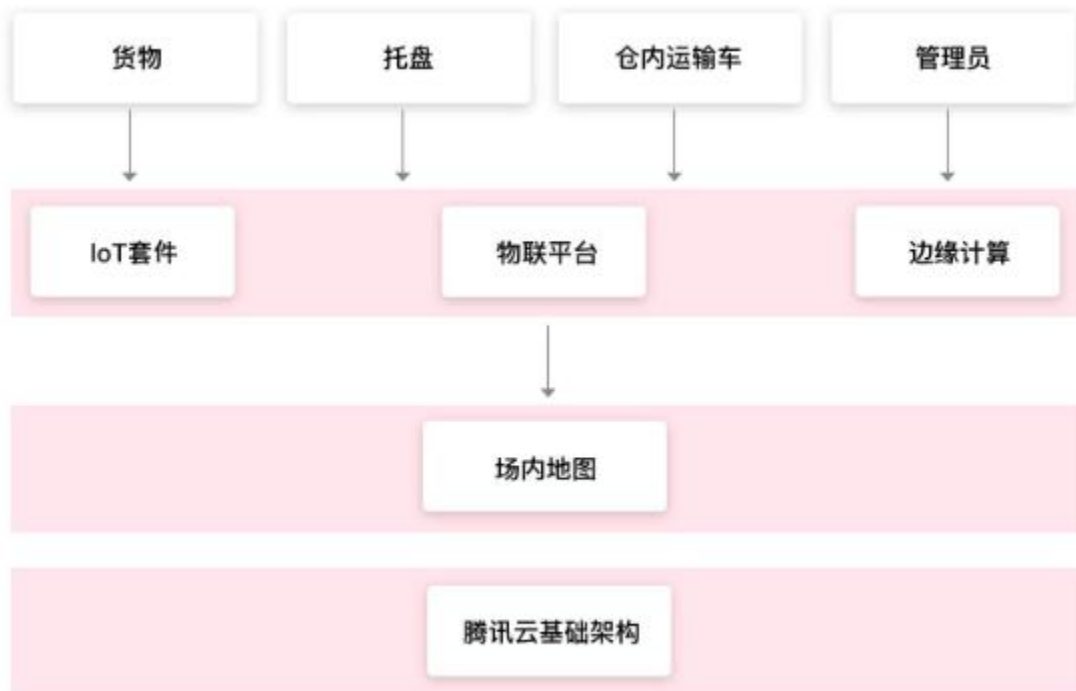 货物
托盘
仓内运输车
管理员
IoT套件
物联平台
边缘计算
场内地图
腾讯云基础架构